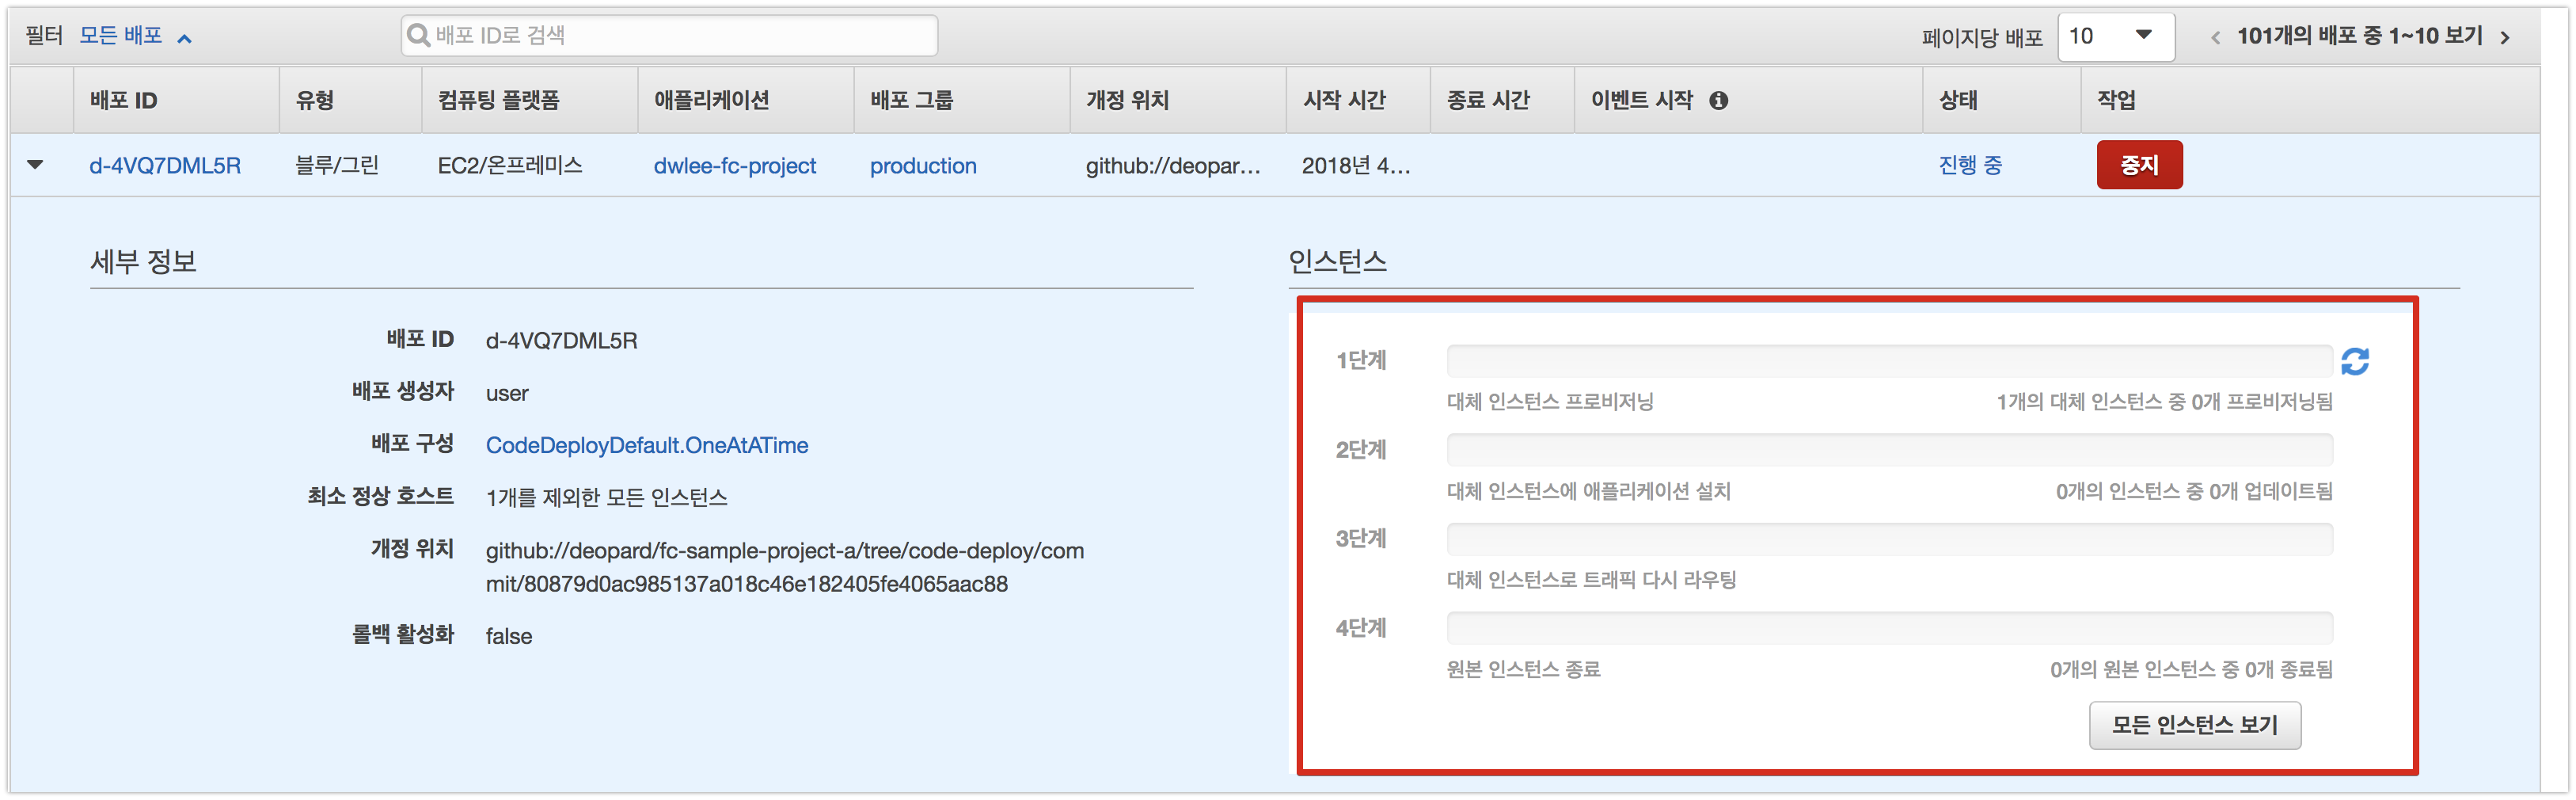 필터 모든 배포 배포 ID로 검색 페이지당 배포 10 101개의 배포 중 1~10 보기
배포 ID 유형 컴퓨팅 플랫폼 애플리케이션 배포 그룹 개정 위치 시작 시간 종료 시간 이벤트 시작 상태 작업
d-4VQ7DML5R 블루/그린 EC2/온프레미스 dwlee-fc-project production github://deopar... 2018년 4... 진행 중 중지
세부 정보
배포 ID d-4VQ7DML5R
배포 생성자 user
배포 구성 CodeDeployDefault.OneAtATime
최소 정상 호스트 1개를 제외한 모든 인스턴스
개정 위치 github://deopard/fc-sample-project-a/tree/code-deploy/com
mit/80879d0ac985137a018c46e182405fe4065aac88
롤백 활성화 false
인스턴스
1단계
대체 인스턴스 프로비저닝 1개의 대체 인스턴스 중 0개 프로비저닝됨
2단계
대체 인스턴스에 애플리케이션 설치 0개의 인스턴스 중 0개 업데이트됨
3단계
대체 인스턴스로 트래픽 다시 라우팅
4단계
원본 인스턴스 종료 0개의 원본 인스턴스 중 0개 종료됨
모든 인스턴스 보기